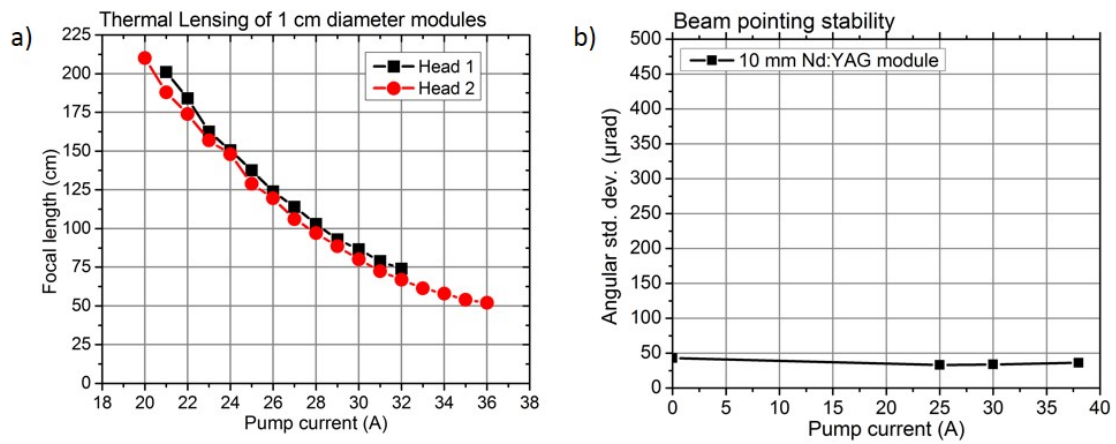 a)
Thermal Lensing of 1 cm diameter modules
Focal length (cm)
225
200
175
150
125
100
75
50
25
0
Head 1
Head 2
18 20 22 24 26 28 30 32 34 36 38
Pump current (A)
b)
Beam pointing stability
Angular std. dev. (μrad)
500
450
400
350
300
250
200
150
100
50
0
10 mm Nd:YAG module
0 5 10 15 20 25 30 35 40
Pump current (A)